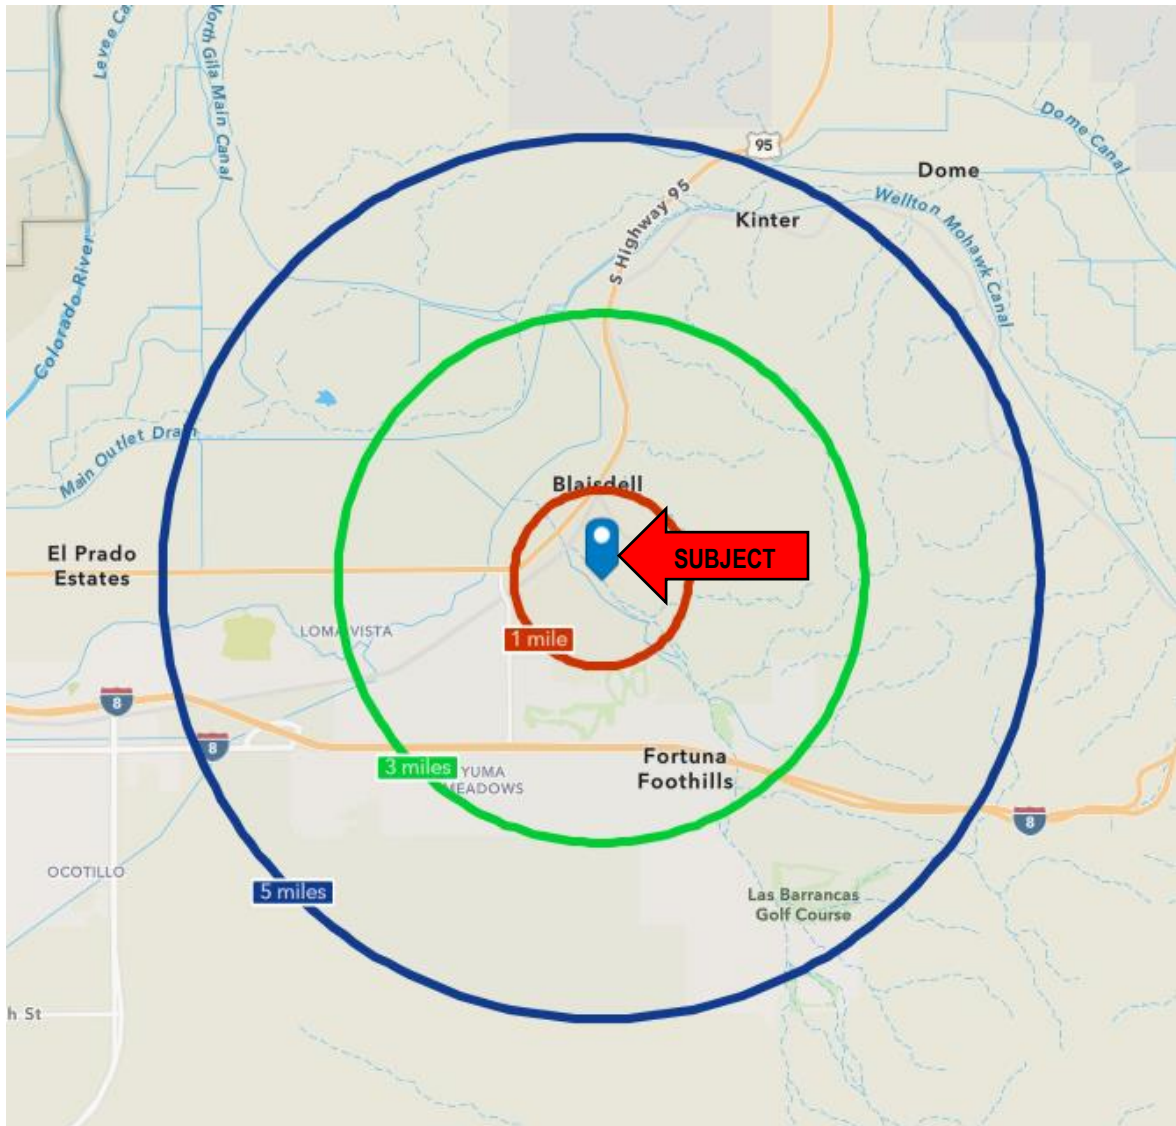 Levee Ca
North Gila Main Canal
95
Dome Canal
Dome
Wellton Mohawk Canal
Kinter
S Highway 95
Colorado River
Main Outlet Drain
Blaisdell
El Prado
Estates
SUBJECT
LOMA VISTA
1 mile
8
8
Fortuna
Foothills
3 miles
YUMA
MEADOWS
8
OCOTILLO
5 miles
Las Barrancas
Golf Course
h St